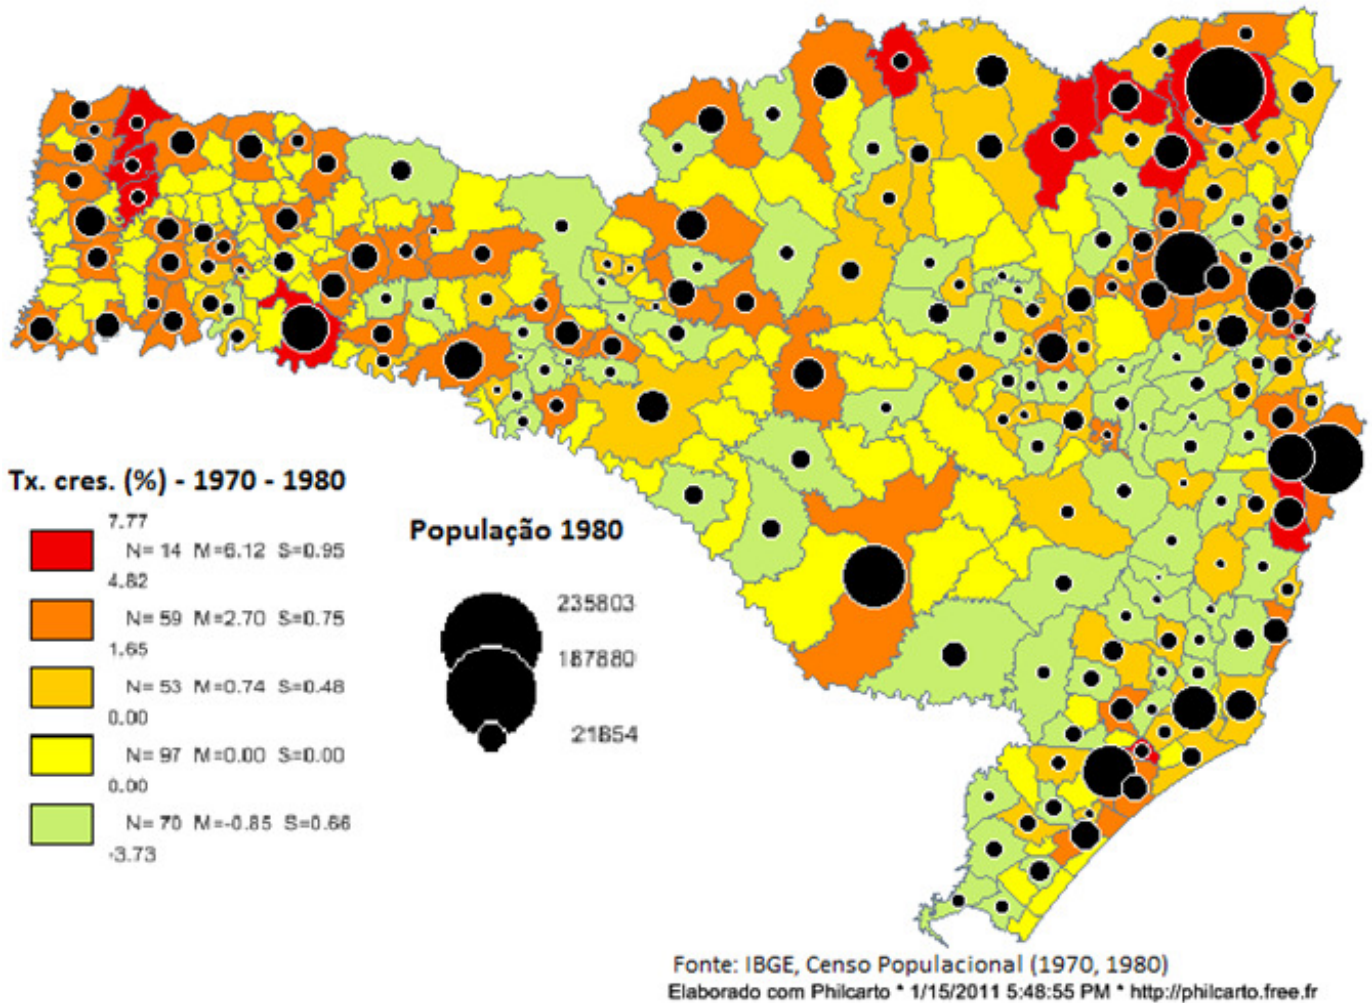 Tx. cres. (%) - 1970 - 1980
7.77
N= 14 M=6.12 S=0.95
4.82
N= 59 M=2.70 S=0.75
1.65
N= 53 M=0.74 S=0.48
0.00
N= 97 M=0.00 S=0.00
0.00
N= 70 M=-0.85 S=0.66
-3.73
População 1980
235803
187880
21854
Fonte: IBGE, Censo Populacional (1970, 1980)
Elaborado com Philcarto * 1/15/2011 5:48:55 PM * http://philcarto.free.fr